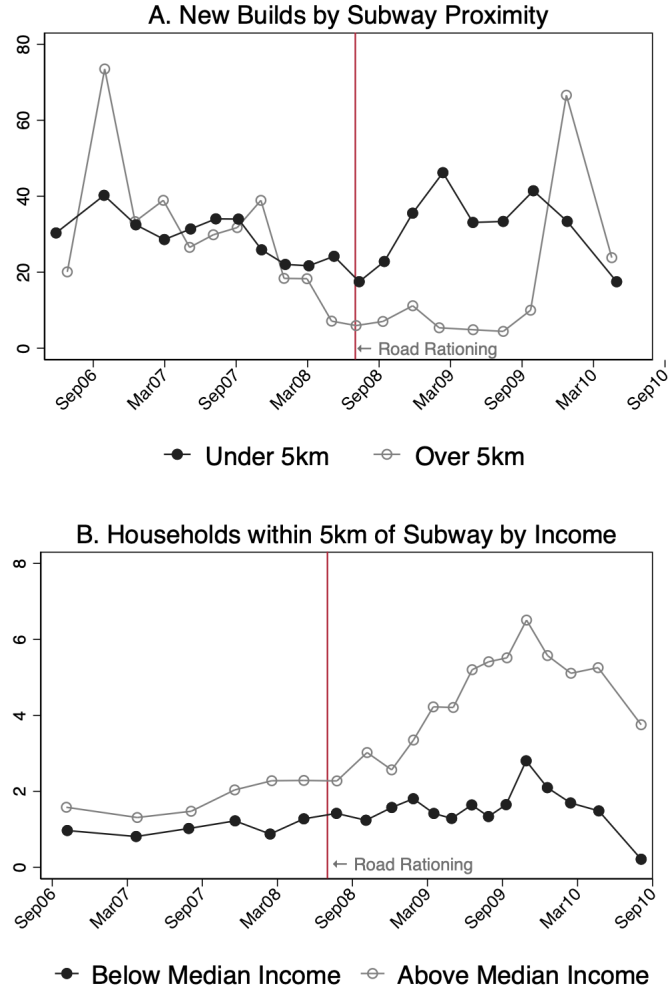 A. New Builds by Subway Proximity
80
60
40
20
0
← Road Rationing
Sep06 Mar07 Sep07 Mar08 Sep08 Mar09 Sep09 Mar10 Sep10
Under 5km Over 5km
B. Households within 5km of Subway by Income
8
6
4
2
0
← Road Rationing
Sep06 Mar07 Sep07 Mar08 Sep08 Mar09 Sep09 Mar10 Sep10
Below Median Income Above Median Income